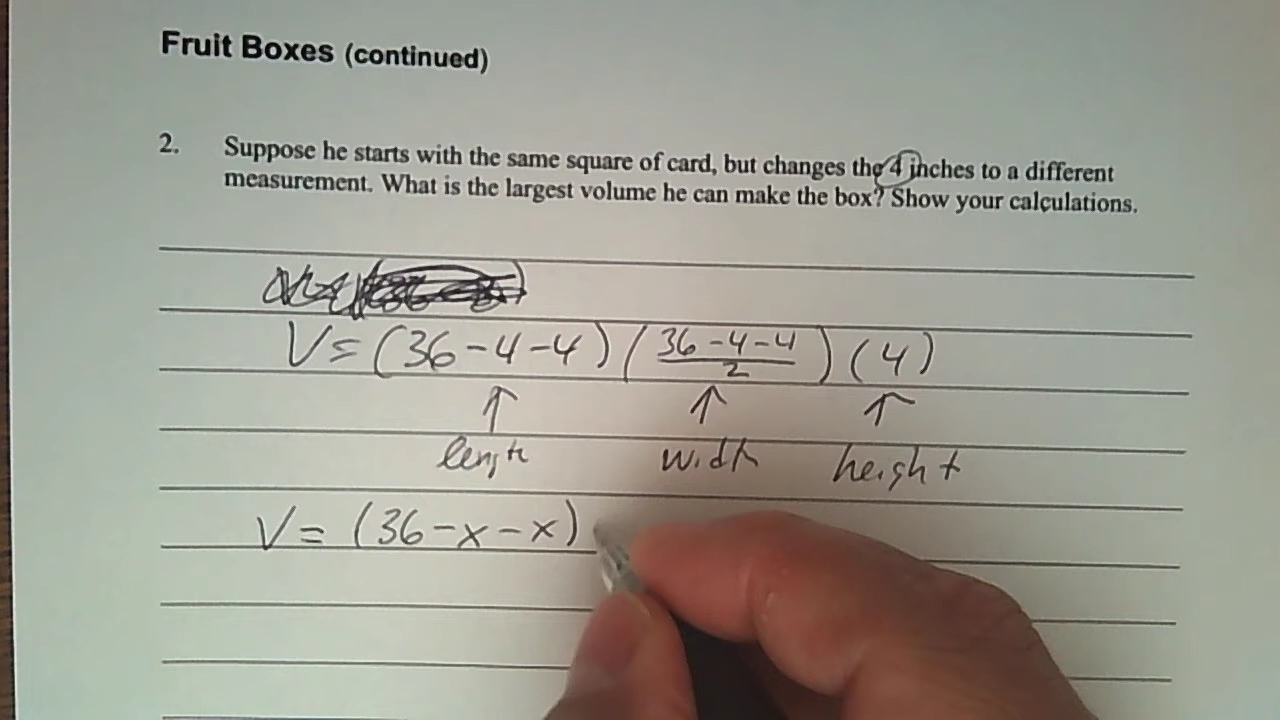 Fruit Boxes (continued)
2. Suppose he starts with the same square of card, but changes the 4 inches to a different
measurement. What is the largest volume he can make the box? Show your calculations.
V = (36 - 4 - 4) ( 36 - 4 - 4 / 2 ) (4)
↑ ↑ ↑
length width height
V = (36 - x - x)